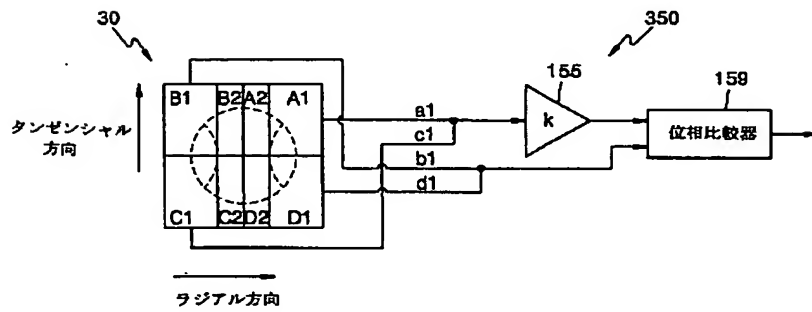 30
350
155
159
B1 B2 A2 A1
タンゼンシャル
方向
a1
c1
b1
d1
k
位相比較器
C1 C2 D2 D1
ラジアル方向